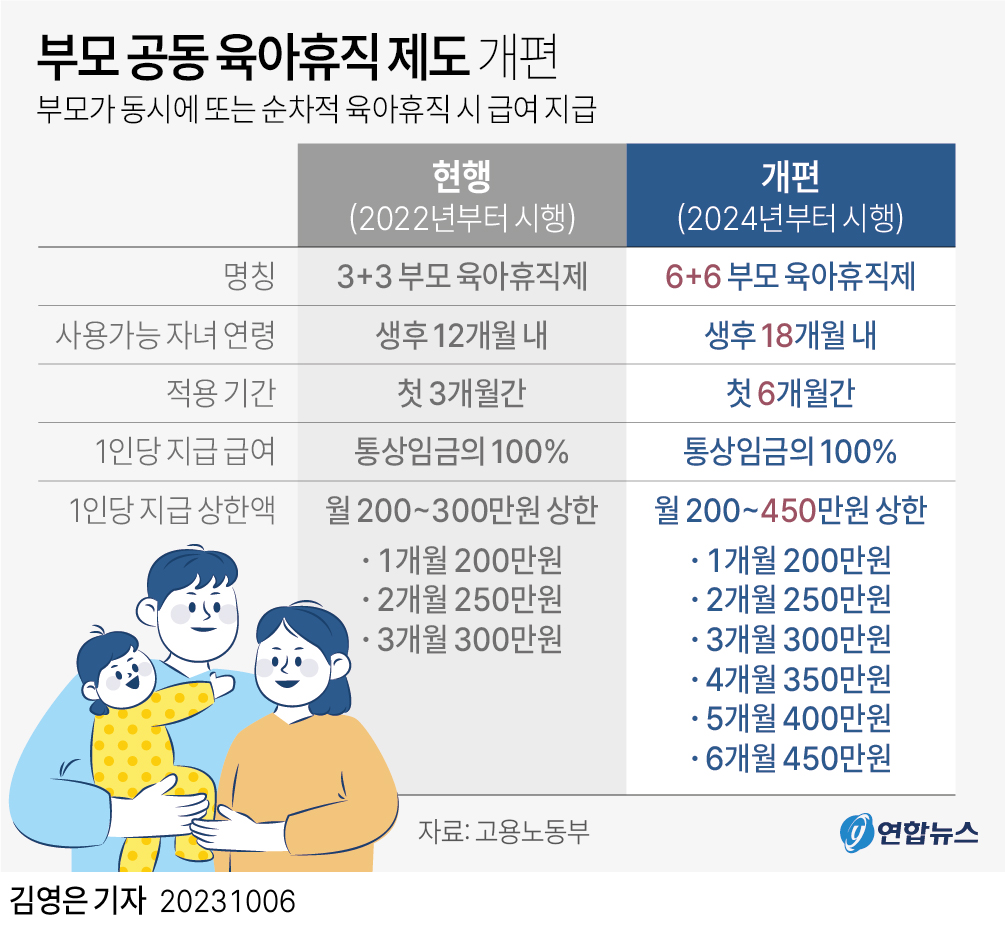 부모 공동 육아휴직 제도 개편
부모가 동시에 또는 순차적 육아휴직 시 급여 지급
현행 개편
(2022년부터 시행) (2024년부터 시행)
명칭 3+3 부모 육아휴직제 6+6 부모 육아휴직제
사용가능 자녀 연령 생후 12개월 내 생후 18개월 내
적용 기간 첫 3개월간 첫 6개월간
1인당 지급 급여 통상임금의 100% 통상임금의 100%
1인당 지급 상한액 월 200~300만원 상한 월 200~450만원 상한
· 1개월 200만원 · 1개월 200만원
· 2개월 250만원 · 2개월 250만원
· 3개월 300만원 · 3개월 300만원
· 4개월 350만원
· 5개월 400만원
· 6개월 450만원
자료: 고용노동부 연합뉴스
김영은 기자 20231006